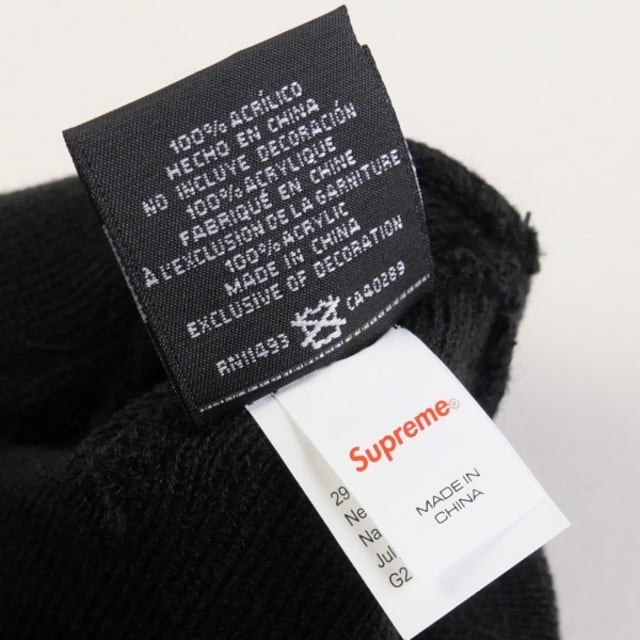 100% ACRÍLICO
HECHO EN CHINA
NO INCLUYE DECORACIÓN
100% ACRYLIQUE
FABRIQUÉ EN CHINE
À L'EXCLUSION DE LA GARNITURE
100% ACRYLIC
MADE IN CHINA
EXCLUSIVE OF DECORATION
RN11493 CA40289
Supreme®
MADE IN
CHINA
29
Ne
Na
Jul
G2